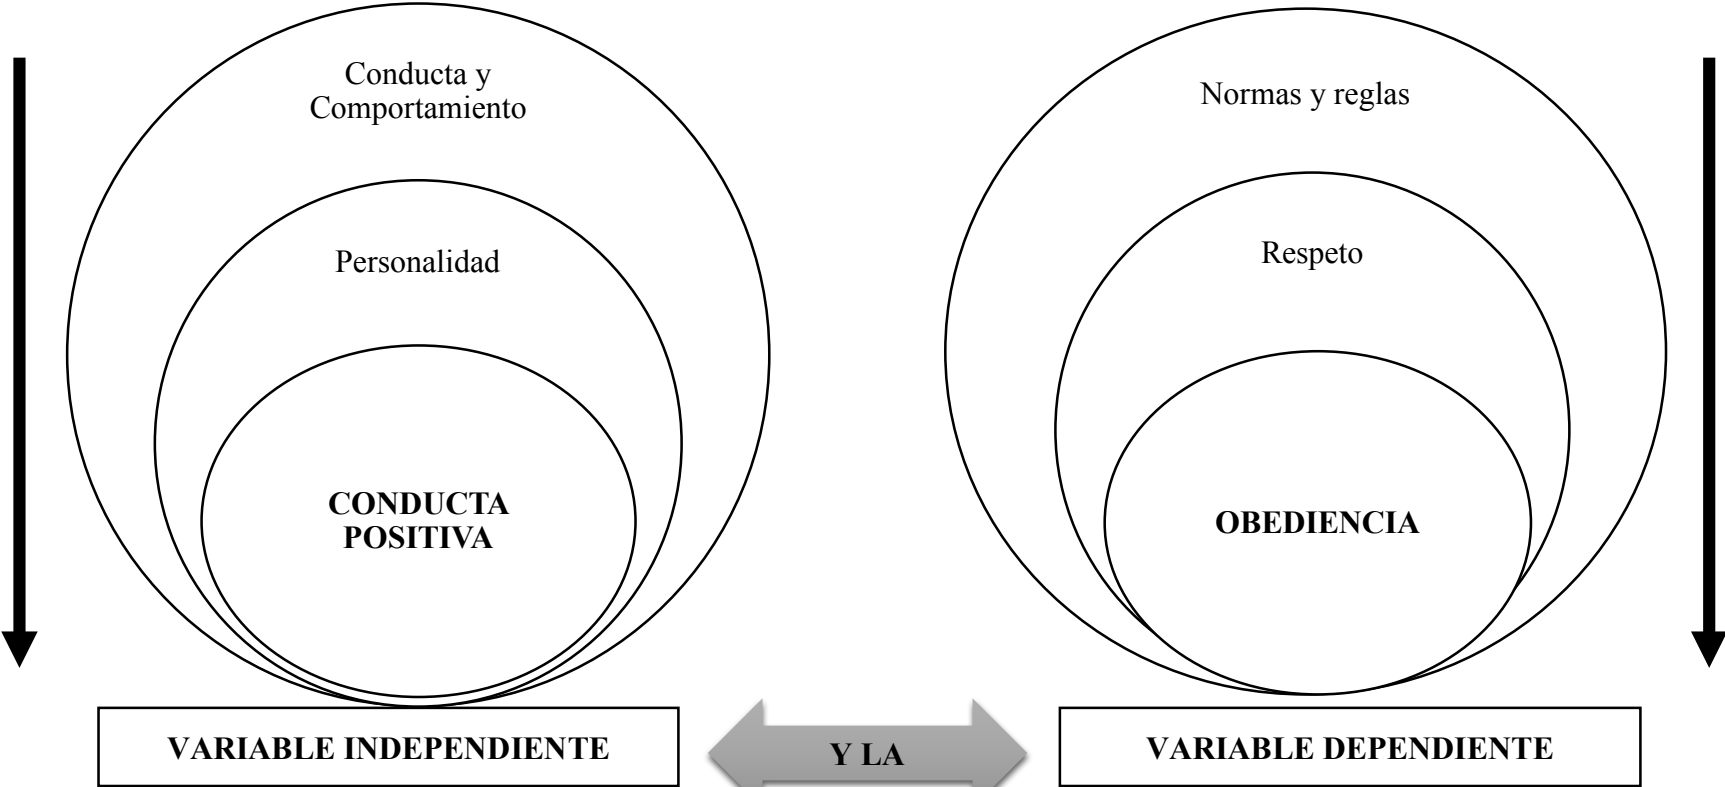 Conducta y
Comportamiento
Personalidad
CONDUCTA
POSITIVA
VARIABLE INDEPENDIENTE
Y LA
Normas y reglas
Respeto
OBEDIENCIA
VARIABLE DEPENDIENTE